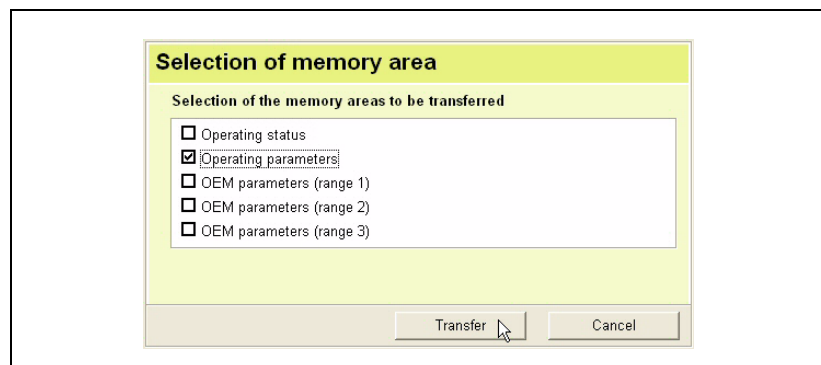 Selection of memory area
Selection of the memory areas to be transferred
Operating status
Operating parameters
OEM parameters (range 1)
OEM parameters (range 2)
OEM parameters (range 3)
Transfer
Cancel